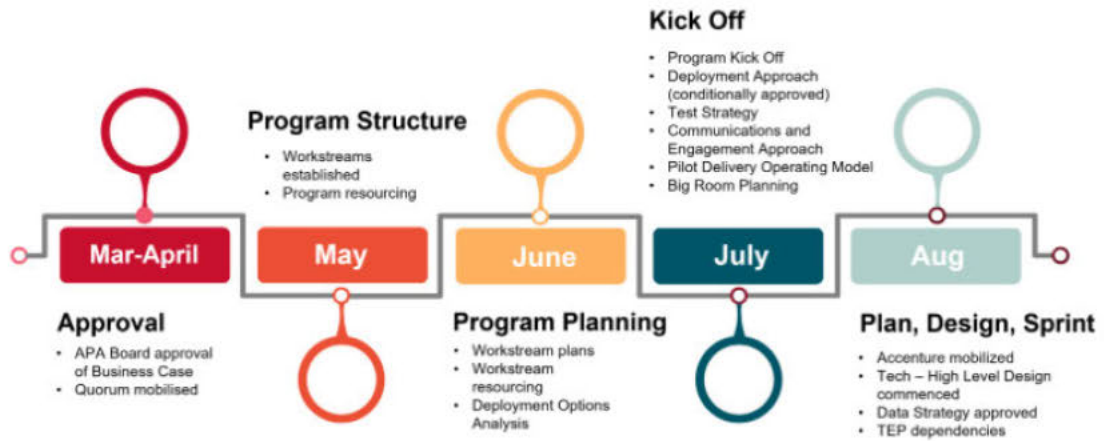 Kick Off
• Program Kick Off
• Deployment Approach
(conditionally approved)
• Test Strategy
• Communications and
Engagement Approach
• Pilot Delivery Operating Model
• Big Room Planning
Program Structure
• Workstreams
established
• Program resourcing
Mar-April
May
June
July
Aug
Approval
• APA Board approval
of Business Case
• Quorum mobilised
Program Planning
• Workstream plans
• Workstream
resourcing
• Deployment Options
Analysis
Plan, Design, Sprint
• Accenture mobilized
• Tech – High Level Design
commenced
• Data Strategy approved
• TEP dependencies